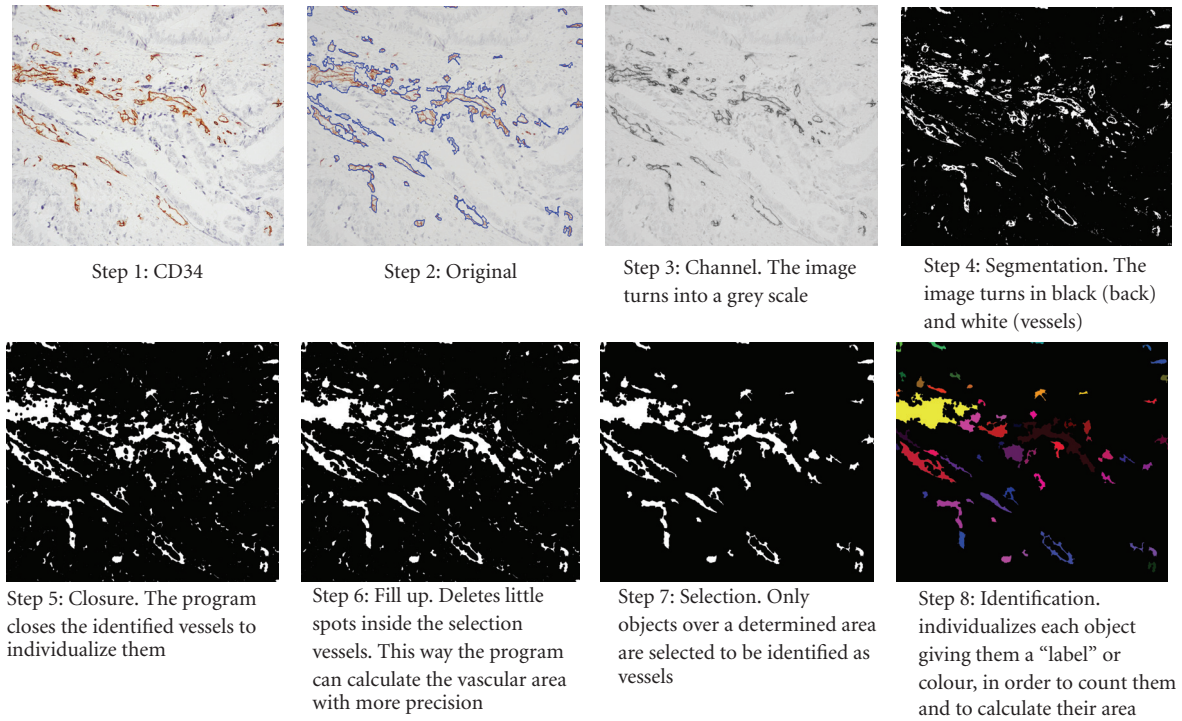 Step 1: CD34
Step 2: Original
Step 3: Channel. The image
turns into a grey scale
Step 4: Segmentation. The
image turns in black (back)
and white (vessels)
Step 5: Closure. The program
closes the identified vessels to
individualize them
Step 6: Fill up. Deletes little
spots inside the selection
vessels. This way the program
can calculate the vascular area
with more precision
Step 7: Selection. Only
objects over a determined area
are selected to be identified as
vessels
Step 8: Identification.
individualizes each object
giving them a “label” or
colour, in order to count them
and to calculate their area